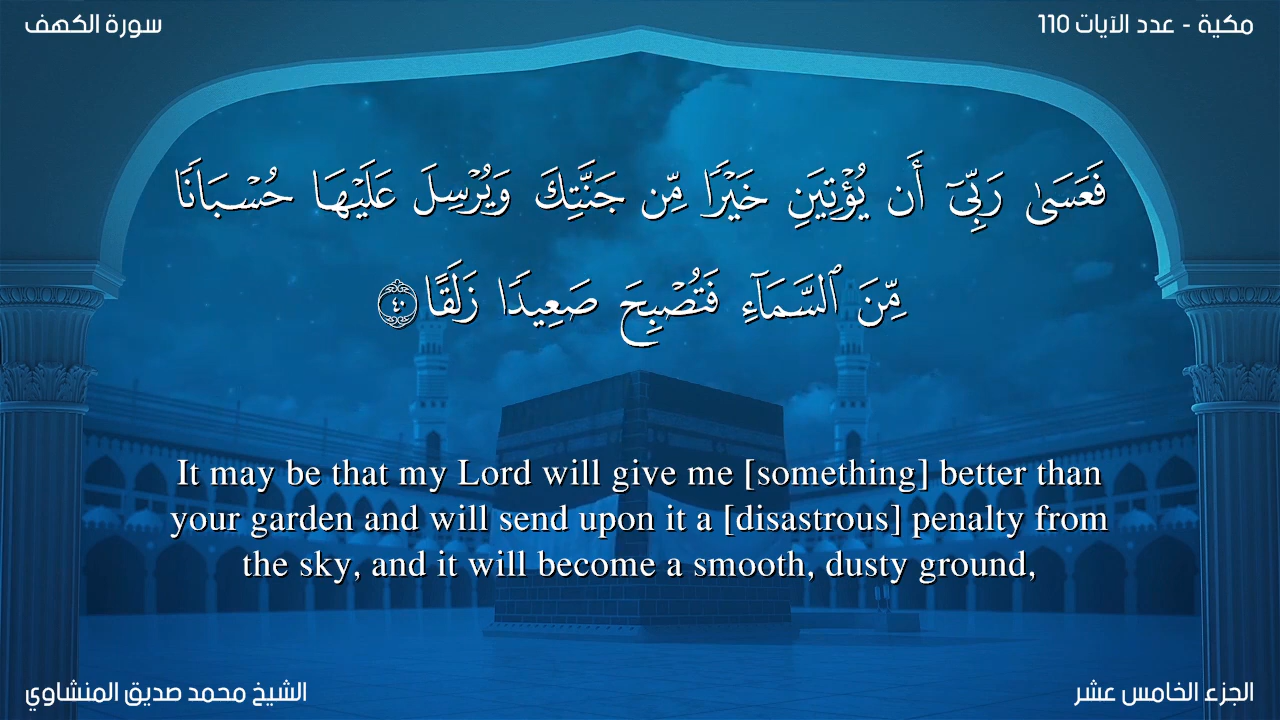 مكية - عدد الآيات 110
سورة الكهف
فَعَسَىٰ رَبِّىٓ أَن يُؤْتِيَنِ خَيْرًا مِّن جَنَّتِكَ وَيُرْسِلَ عَلَيْهَا حُسْبَانًا
مِّنَ ٱلسَّمَآءِ فَتُصْبِحَ صَعِيدًا زَلَقًا ٤٠
It may be that my Lord will give me [something] better than
your garden and will send upon it a [disastrous] penalty from
the sky, and it will become a smooth, dusty ground,
الجزء الخامس عشر
الشيخ محمد صديق المنشاوي